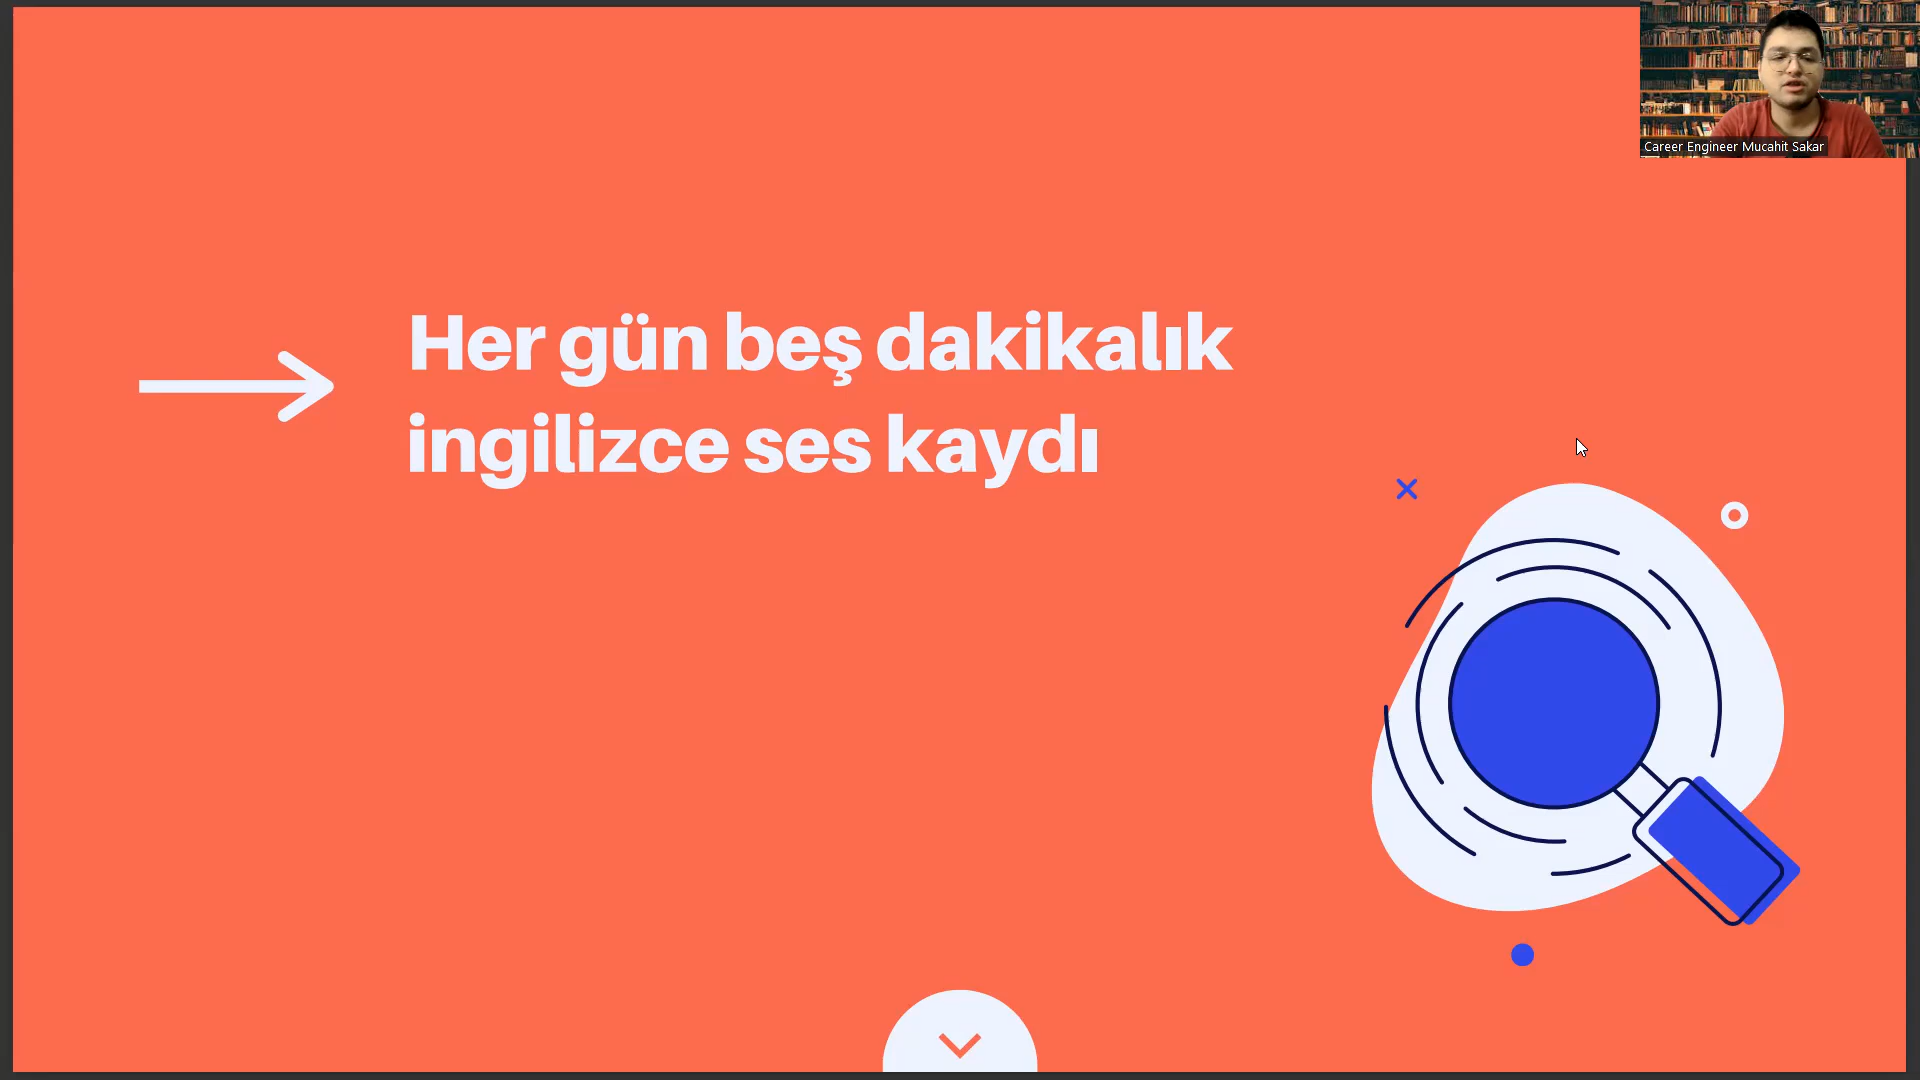 Career Engineer Mucahit Sakar
Her gün beş dakikalık
ingilizce ses kaydı